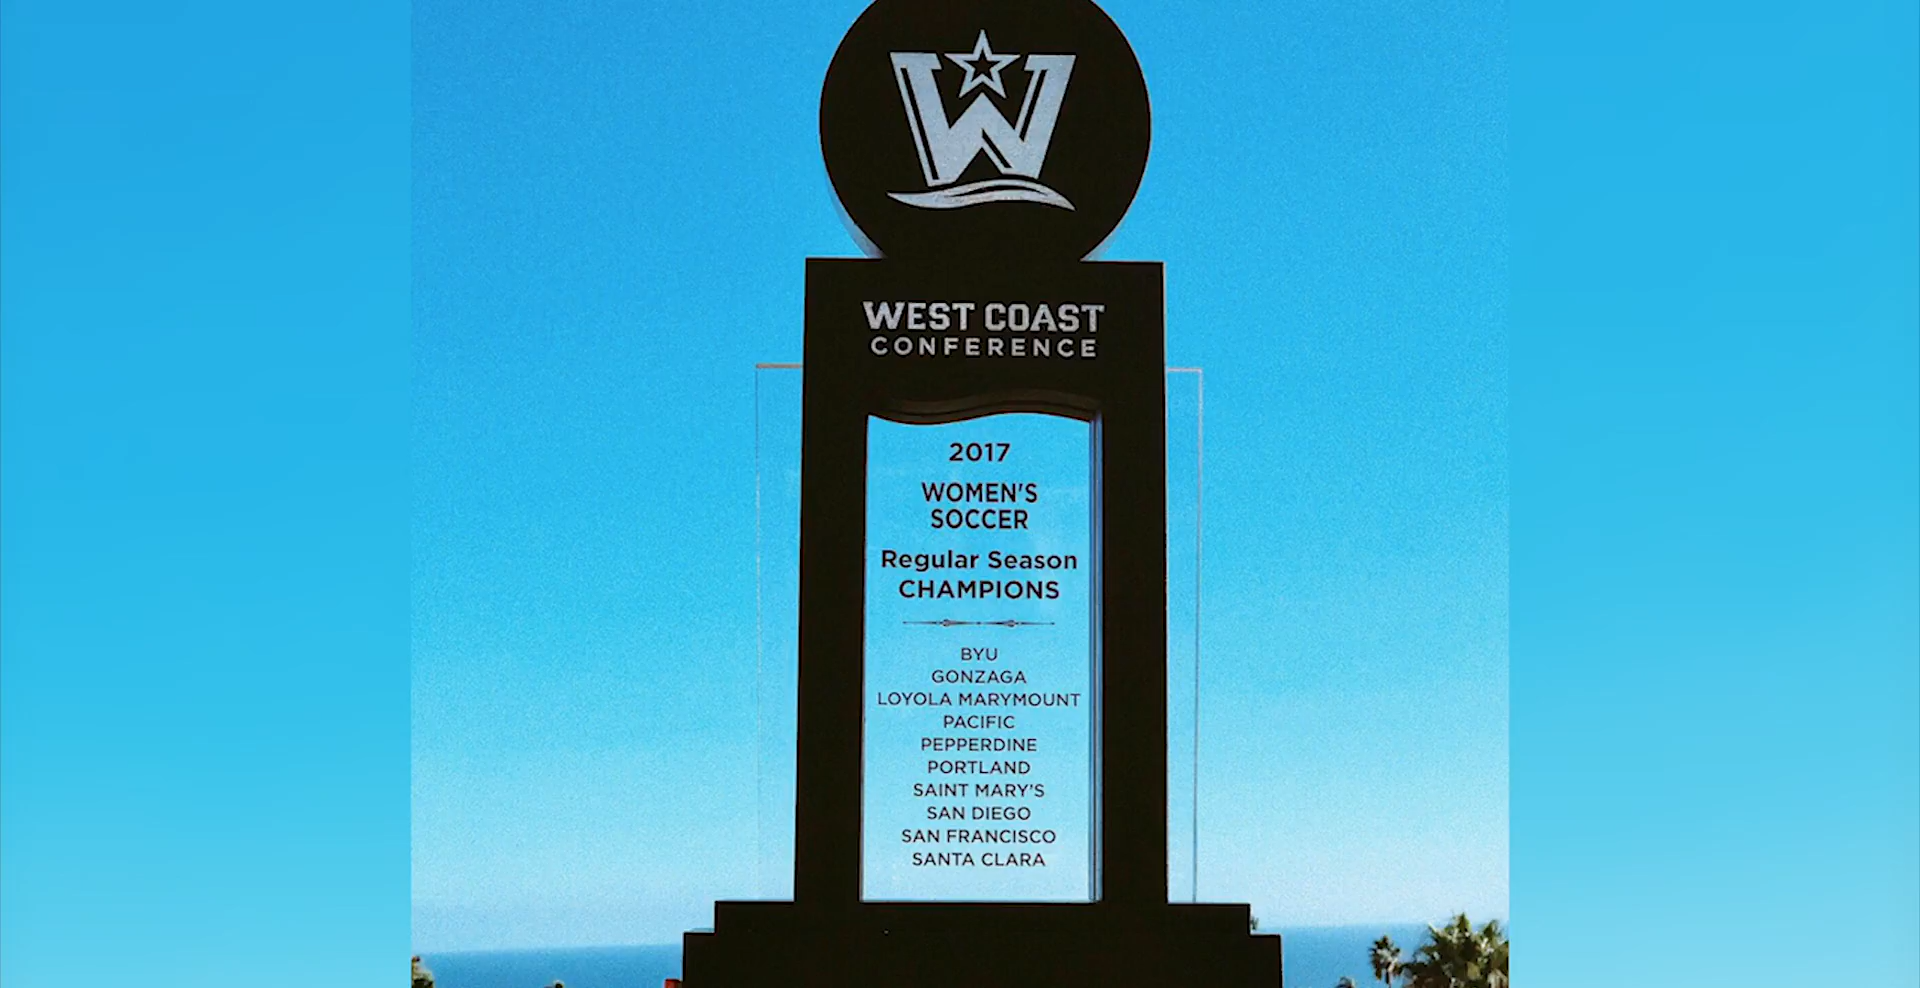 W
WEST COAST
CONFERENCE
2017
WOMEN'S
SOCCER
Regular Season
CHAMPIONS
BYU
GONZAGA
LOYOLA MARYMOUNT
PACIFIC
PEPPERDINE
PORTLAND
SAINT MARY'S
SAN DIEGO
SAN FRANCISCO
SANTA CLARA